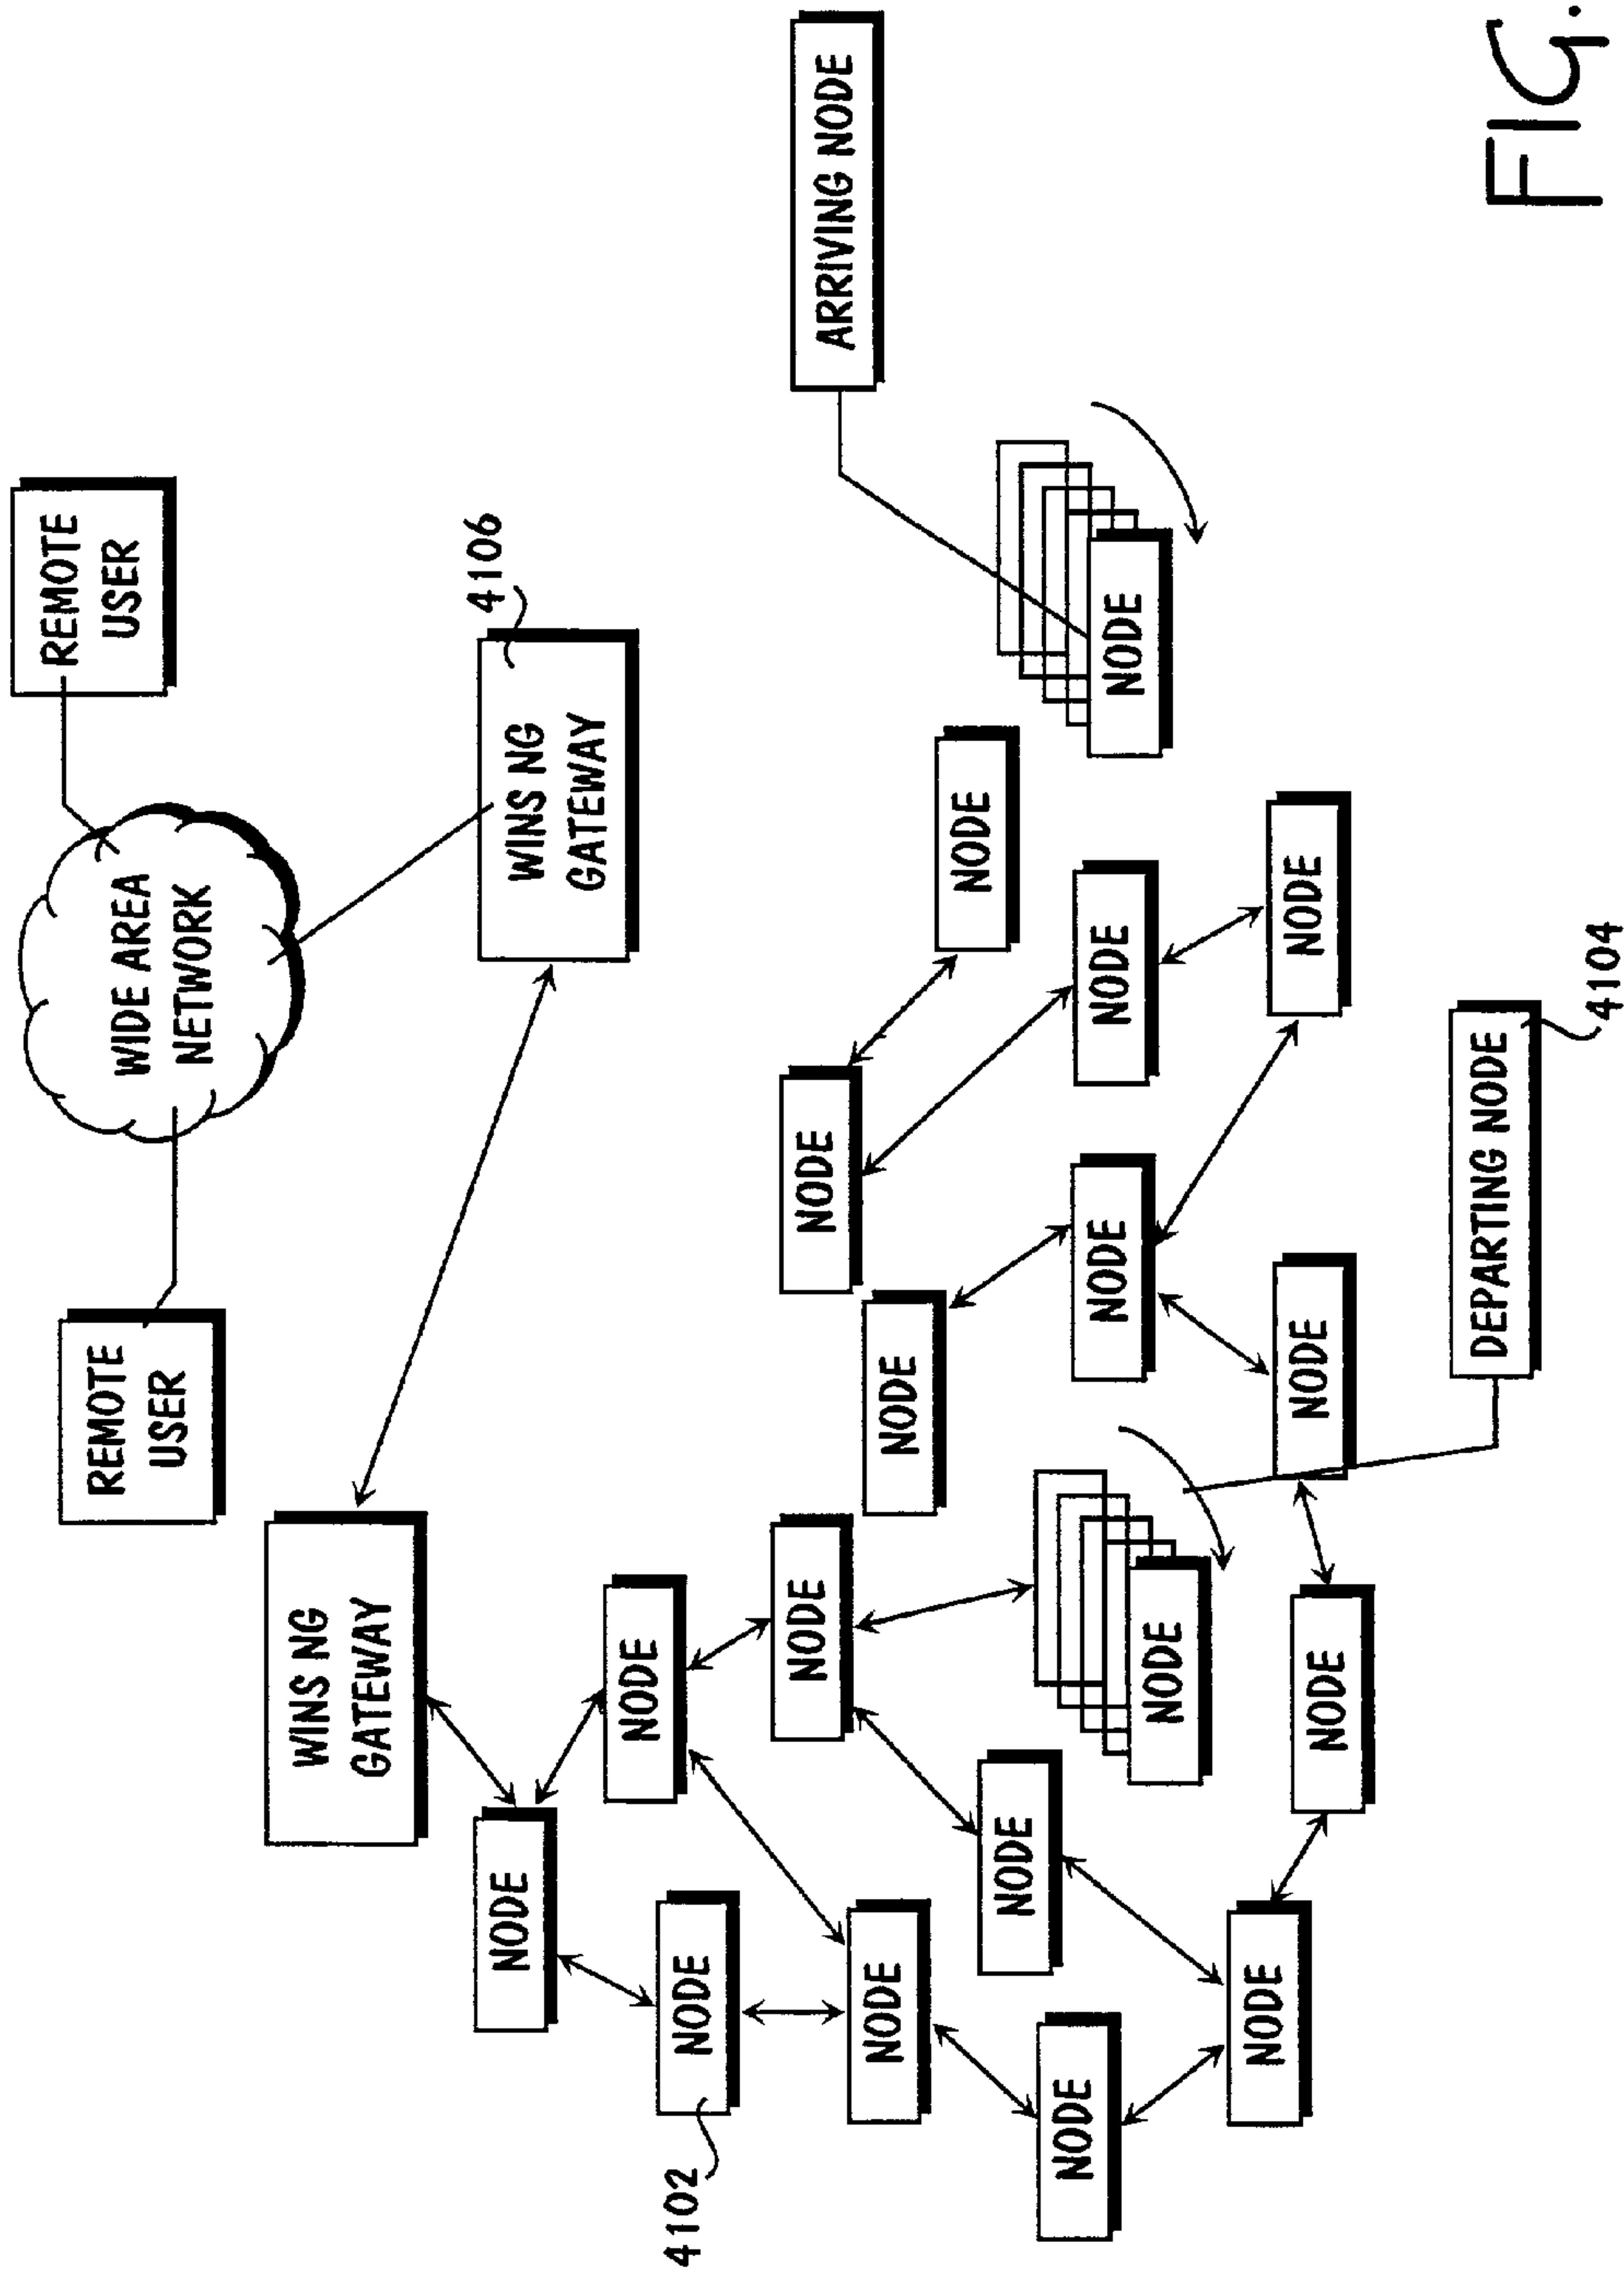 REMOTE
USER
WIDE AREA
NETWORK
REMOTE
USER
WINS NG
GATEWAY
4106
WINS NG
GATEWAY
NODE
NODE
4102
NODE
NODE
NODE
ARRIVING NODE
NODE
NODE
NODE
NODE
NODE
NODE
NODE
NODE
NODE
NODE
NODE
NODE
NODE
DEPARTING NODE
4104
FIG.